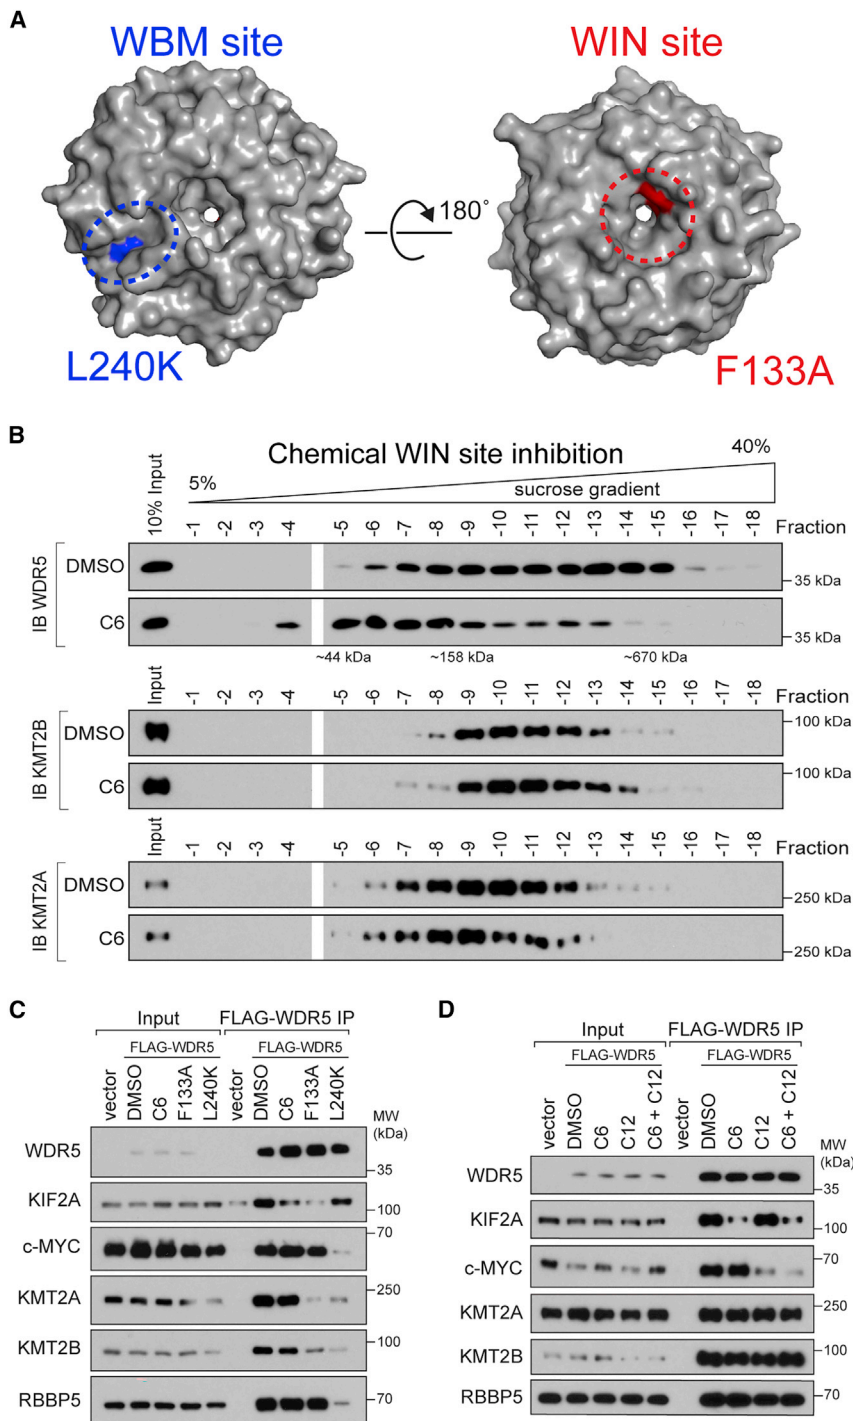 A
WBM site
WIN site
180°
L240K
F133A
B
Chemical WIN site inhibition
10% Input
5%
40%
sucrose gradient
-1 -2 -3 -4 -5 -6 -7 -8 -9 -10 -11 -12 -13 -14 -15 -16 -17 -18 Fraction
IB WDR5
DMSO
35 kDa
C6
35 kDa
~44 kDa ~158 kDa ~670 kDa
Input -1 -2 -3 -4 -5 -6 -7 -8 -9 -10 -11 -12 -13 -14 -15 -16 -17 -18 Fraction
IB KMT2B
DMSO
100 kDa
C6
100 kDa
Input -1 -2 -3 -4 -5 -6 -7 -8 -9 -10 -11 -12 -13 -14 -15 -16 -17 -18 Fraction
IB KMT2A
DMSO
250 kDa
C6
250 kDa
C
Input FLAG-WDR5 IP
FLAG-WDR5 FLAG-WDR5
vector DMSO C6 F133A L240K vector DMSO C6 F133A L240K
MW
(kDa)
WDR5
35
KIF2A
100
c-MYC
70
KMT2A
250
KMT2B
100
RBBP5
70
D
Input FLAG-WDR5 IP
FLAG-WDR5 FLAG-WDR5
vector DMSO C6 C12 C6 + C12 vector DMSO C6 C12 C6 + C12
MW
(kDa)
WDR5
35
KIF2A
100
c-MYC
70
KMT2A
250
KMT2B
100
RBBP5
70